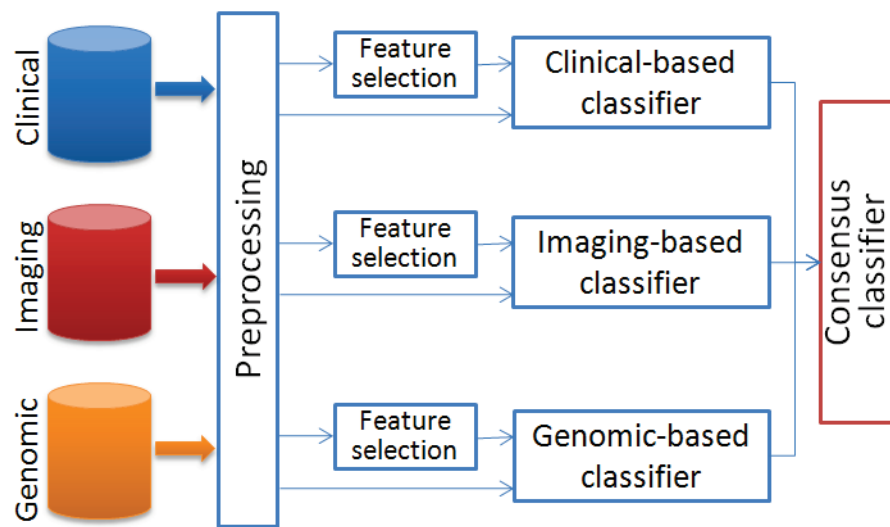 Clinical
Imaging
Genomic
Preprocessing
Feature
selection
Clinical-based
classifier
Feature
selection
Imaging-based
classifier
Feature
selection
Genomic-based
classifier
Consensus
classifier